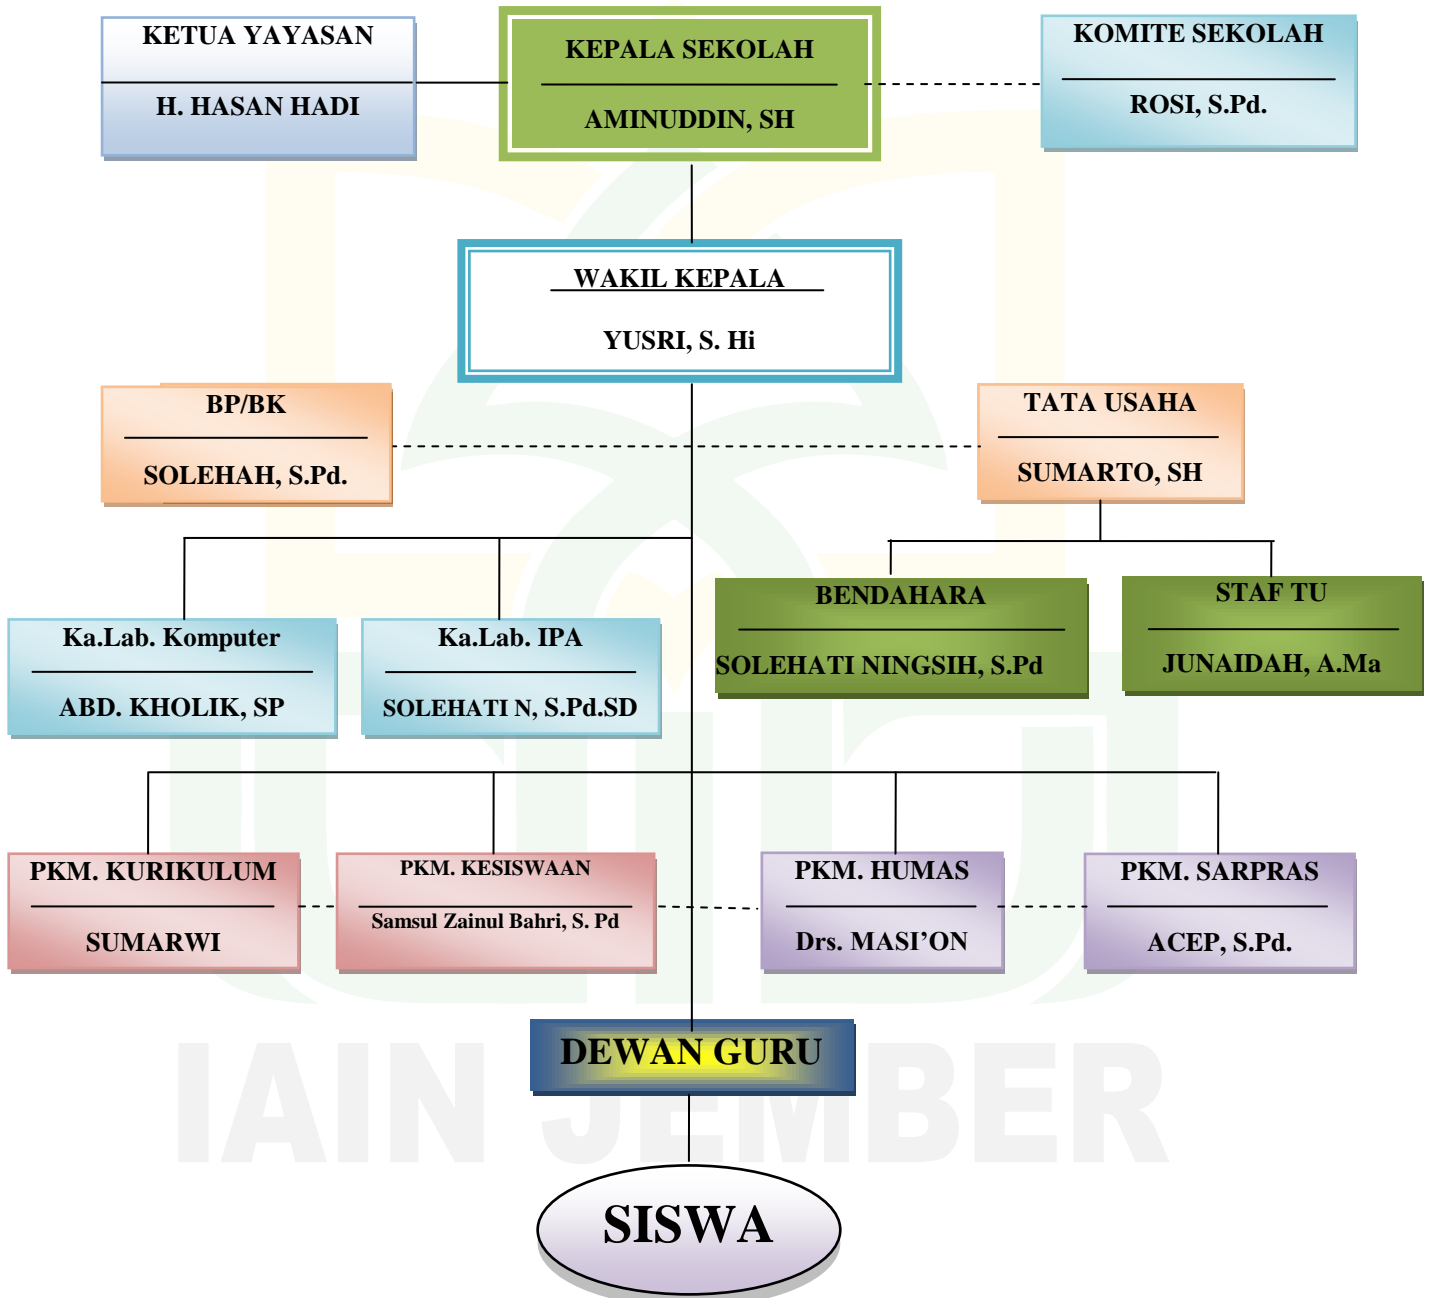 KETUA YAYASAN
H. HASAN HADI
KEPALA SEKOLAH
AMINUDDIN, SH
KOMITE SEKOLAH
ROSI, S.Pd.
WAKIL KEPALA
YUSRI, S. Hi
BP/BK
SOLEHAH, S.Pd.
TATA USAHA
SUMARTO, SH
Ka.Lab. Komputer
ABD. KHOLIK, SP
Ka.Lab. IPA
SOLEHATI N, S.Pd.SD
BENDAHARA
SOLEHATI NINGSIH, S.Pd
STAF TU
JUNAIDAH, A.Ma
PKM. KURIKULUM
SUMARWI
PKM. KESISWAAN
Samsul Zainul Bahri, S. Pd
PKM. HUMAS
Drs. MASI’ON
PKM. SARPRAS
ACEP, S.Pd.
DEWAN GURU
IAIN JEMBER
SISWA